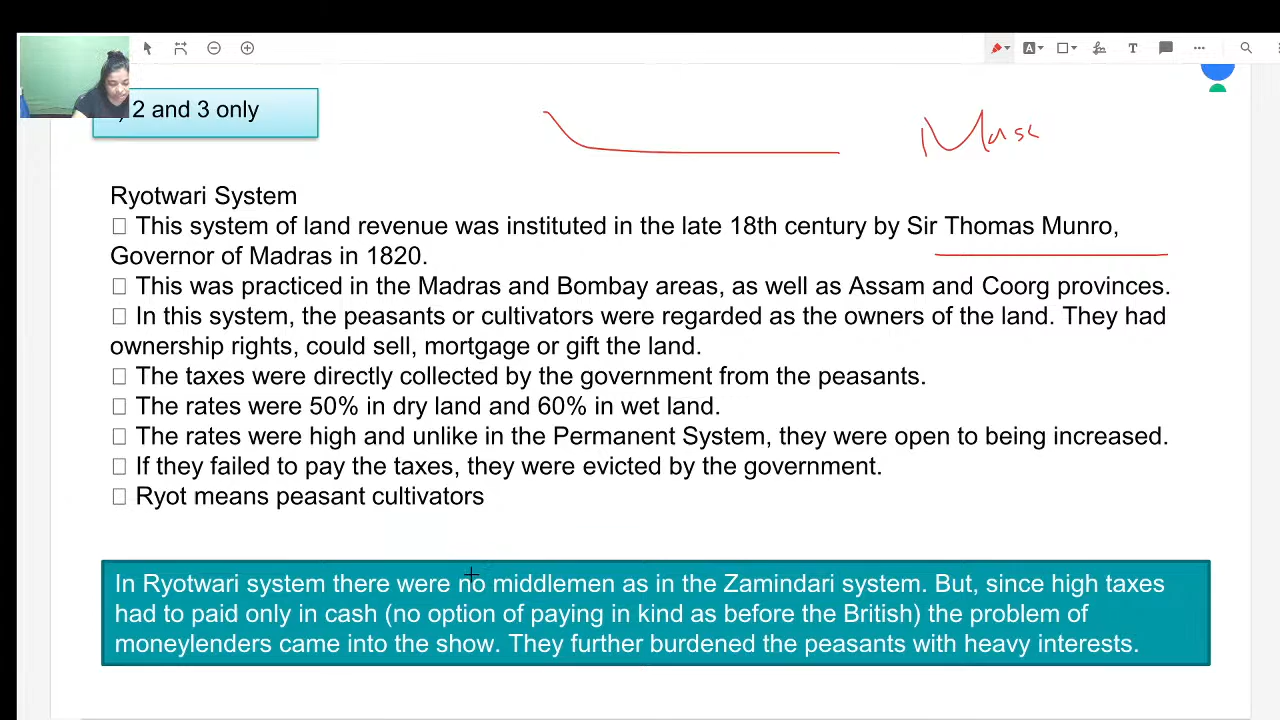 2 and 3 only
Ryotwari System
This system of land revenue was instituted in the late 18th century by Sir Thomas Munro,
Governor of Madras in 1820.
This was practiced in the Madras and Bombay areas, as well as Assam and Coorg provinces.
In this system, the peasants or cultivators were regarded as the owners of the land. They had
ownership rights, could sell, mortgage or gift the land.
The taxes were directly collected by the government from the peasants.
The rates were 50% in dry land and 60% in wet land.
The rates were high and unlike in the Permanent System, they were open to being increased.
If they failed to pay the taxes, they were evicted by the government.
Ryot means peasant cultivators
In Ryotwari system there were no middlemen as in the Zamindari system. But, since high taxes
had to paid only in cash (no option of paying in kind as before the British) the problem of
moneylenders came into the show. They further burdened the peasants with heavy interests.